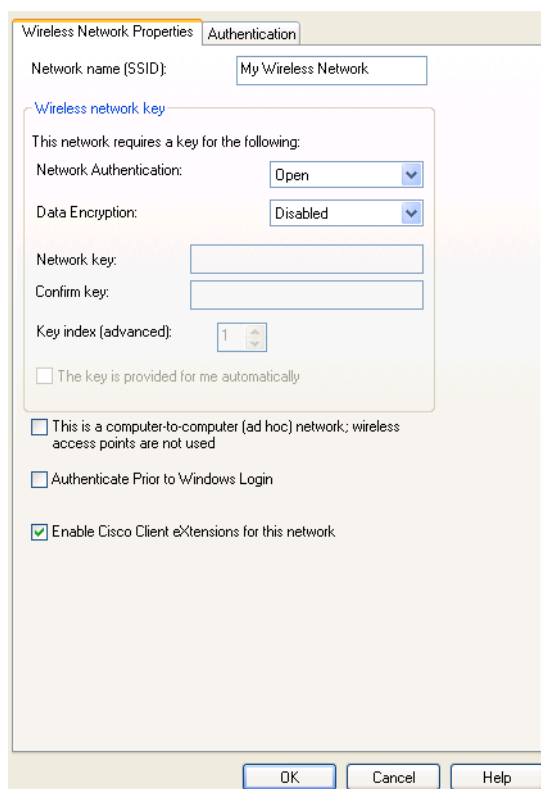 Wireless Network Properties
Authentication
Network name (SSID):
My Wireless Network
Wireless network key
This network requires a key for the following:
Network Authentication:
Open
Data Encryption:
Disabled
Network key:
Confirm key:
Key index (advanced):
1
The key is provided for me automatically
This is a computer-to-computer (ad hoc) network; wireless
access points are not used
Authenticate Prior to Windows Login
Enable Cisco Client eXtensions for this network
OK
Cancel
Help